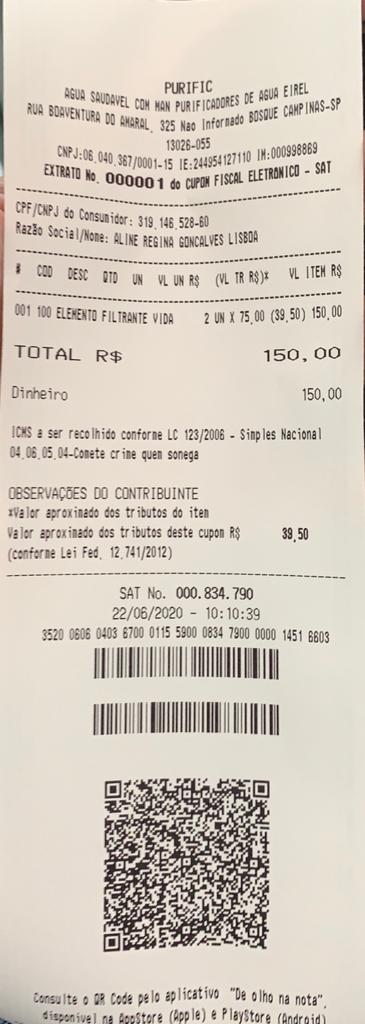 PURIFIC
AGUA SAUDAVEL COM MAN PURIFICADORES DE AGUA EIREL
RUA BOAVENTURA DO AMARAL, 325 Nao Informado BOSQUE CAMPINAS-SP
13026-055
CNPJ:06.040.367/0001-15 IE:244954127110 IM:000998869
EXTRATO No. 000001 do CUPOM FISCAL ELETRONICO - SAT
CPF/CNPJ do Consumidor: 319.146.528-60
Razão Social/Nome: ALINE REGINA GONCALVES LISBOA
# COD DESC QTD UN VL UN R$ (VL TR R$)* VL ITEM R$
001 100 ELEMENTO FILTRANTE VIDA 2 UN X 75,00 (39,50) 150,00
TOTAL R$ 150,00
Dinheiro 150,00
ICMS a ser recolhido conforme LC 123/2006 - Simples Nacional
04.06.05.04-Comete crime quem sonega
OBSERVAÇÕES DO CONTRIBUINTE
*Valor aproximado dos tributos do item
Valor aproximado dos tributos deste cupom R$ 39,50
(conforme Lei Fed. 12.741/2012)
SAT No. 000.834.790
22/06/2020 - 10:10:39
3520 0606 0403 6700 0115 5900 0834 7900 0000 1451 6603
Consulte o QR Code pelo aplicativo "De olho na nota",
disponível na AppStore (Apple) e PlayStore (Android)